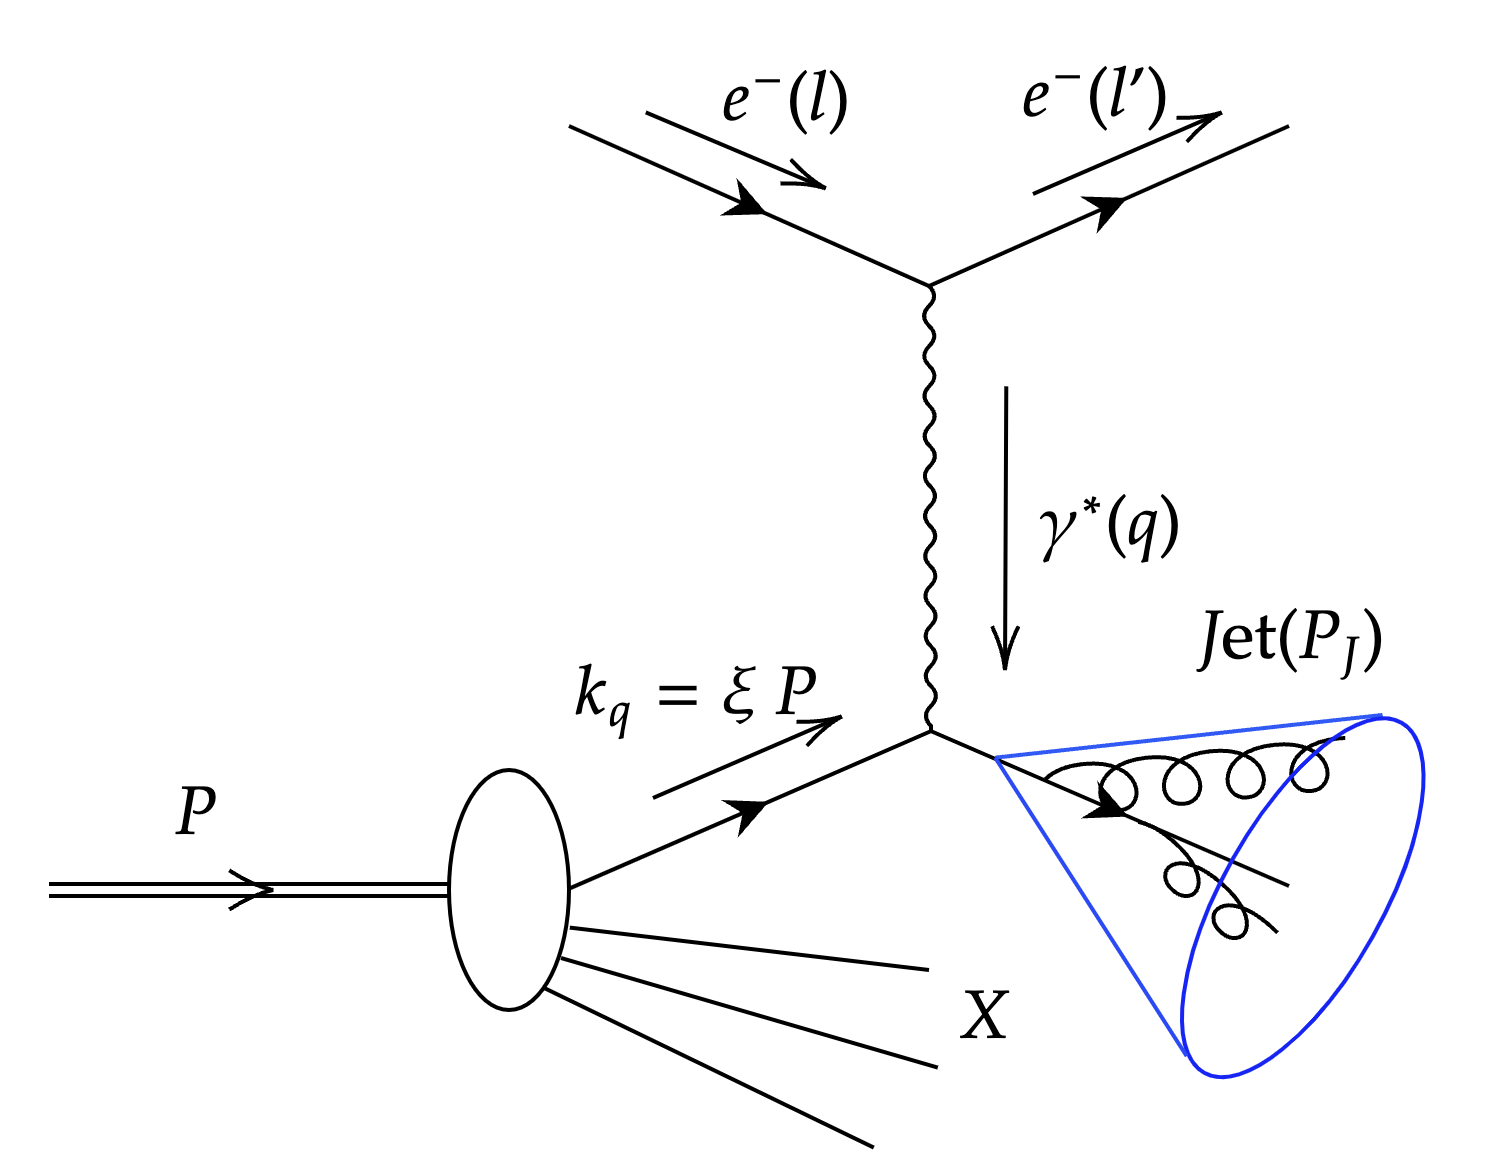 e⁻(l)
e⁻(l′)
γ*(q)
Jet(P_J)
k_q = ξ P
P
X